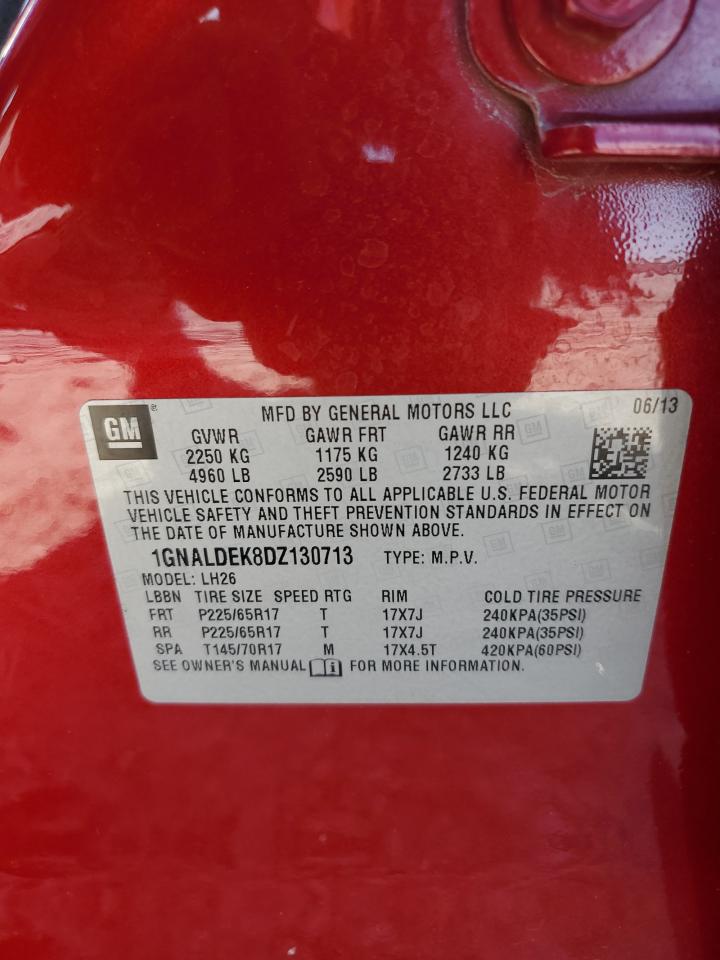 GM ®
MFD BY GENERAL MOTORS LLC 06/13
GVWR GAWR FRT GAWR RR
2250 KG 1175 KG 1240 KG
4960 LB 2590 LB 2733 LB
THIS VEHICLE CONFORMS TO ALL APPLICABLE U.S. FEDERAL MOTOR
VEHICLE SAFETY AND THEFT PREVENTION STANDARDS IN EFFECT ON
THE DATE OF MANUFACTURE SHOWN ABOVE.
1GNALDEK8DZ130713 TYPE: M.P.V.
MODEL: LH26
LBBN TIRE SIZE SPEED RTG RIM COLD TIRE PRESSURE
FRT P225/65R17 T 17X7J 240KPA(35PSI)
RR P225/65R17 T 17X7J 240KPA(35PSI)
SPA T145/70R17 M 17X4.5T 420KPA(60PSI)
SEE OWNER'S MANUAL i FOR MORE INFORMATION.